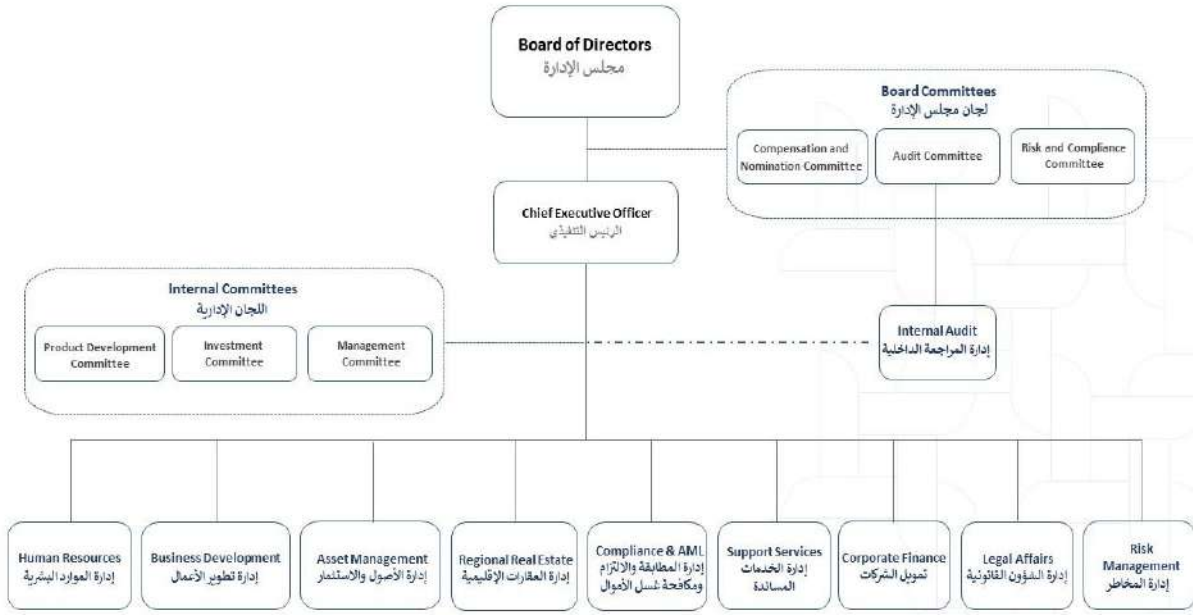 Board of Directors
مجلس الإدارة
Board Committees
لجان مجلس الإدارة
Compensation and
Nomination Committee
Audit Committee
Risk and Compliance
Committee
Chief Executive Officer
الرئيس التنفيذي
Internal Committees
اللجان الإدارية
Product Development
Committee
Investment
Committee
Management
Committee
Internal Audit
إدارة المراجعة الداخلية
Human Resources
إدارة الموارد البشرية
Business Development
إدارة تطوير الأعمال
Asset Management
إدارة الأصول والاستثمار
Regional Real Estate
إدارة العقارات الإقليمية
Compliance & AML
إدارة المطابقة والالتزام
ومكافحة غسل الأموال
Support Services
إدارة الخدمات
المساندة
Corporate Finance
تمويل الشركات
Legal Affairs
إدارة الشؤون القانونية
Risk
Management
إدارة المخاطر